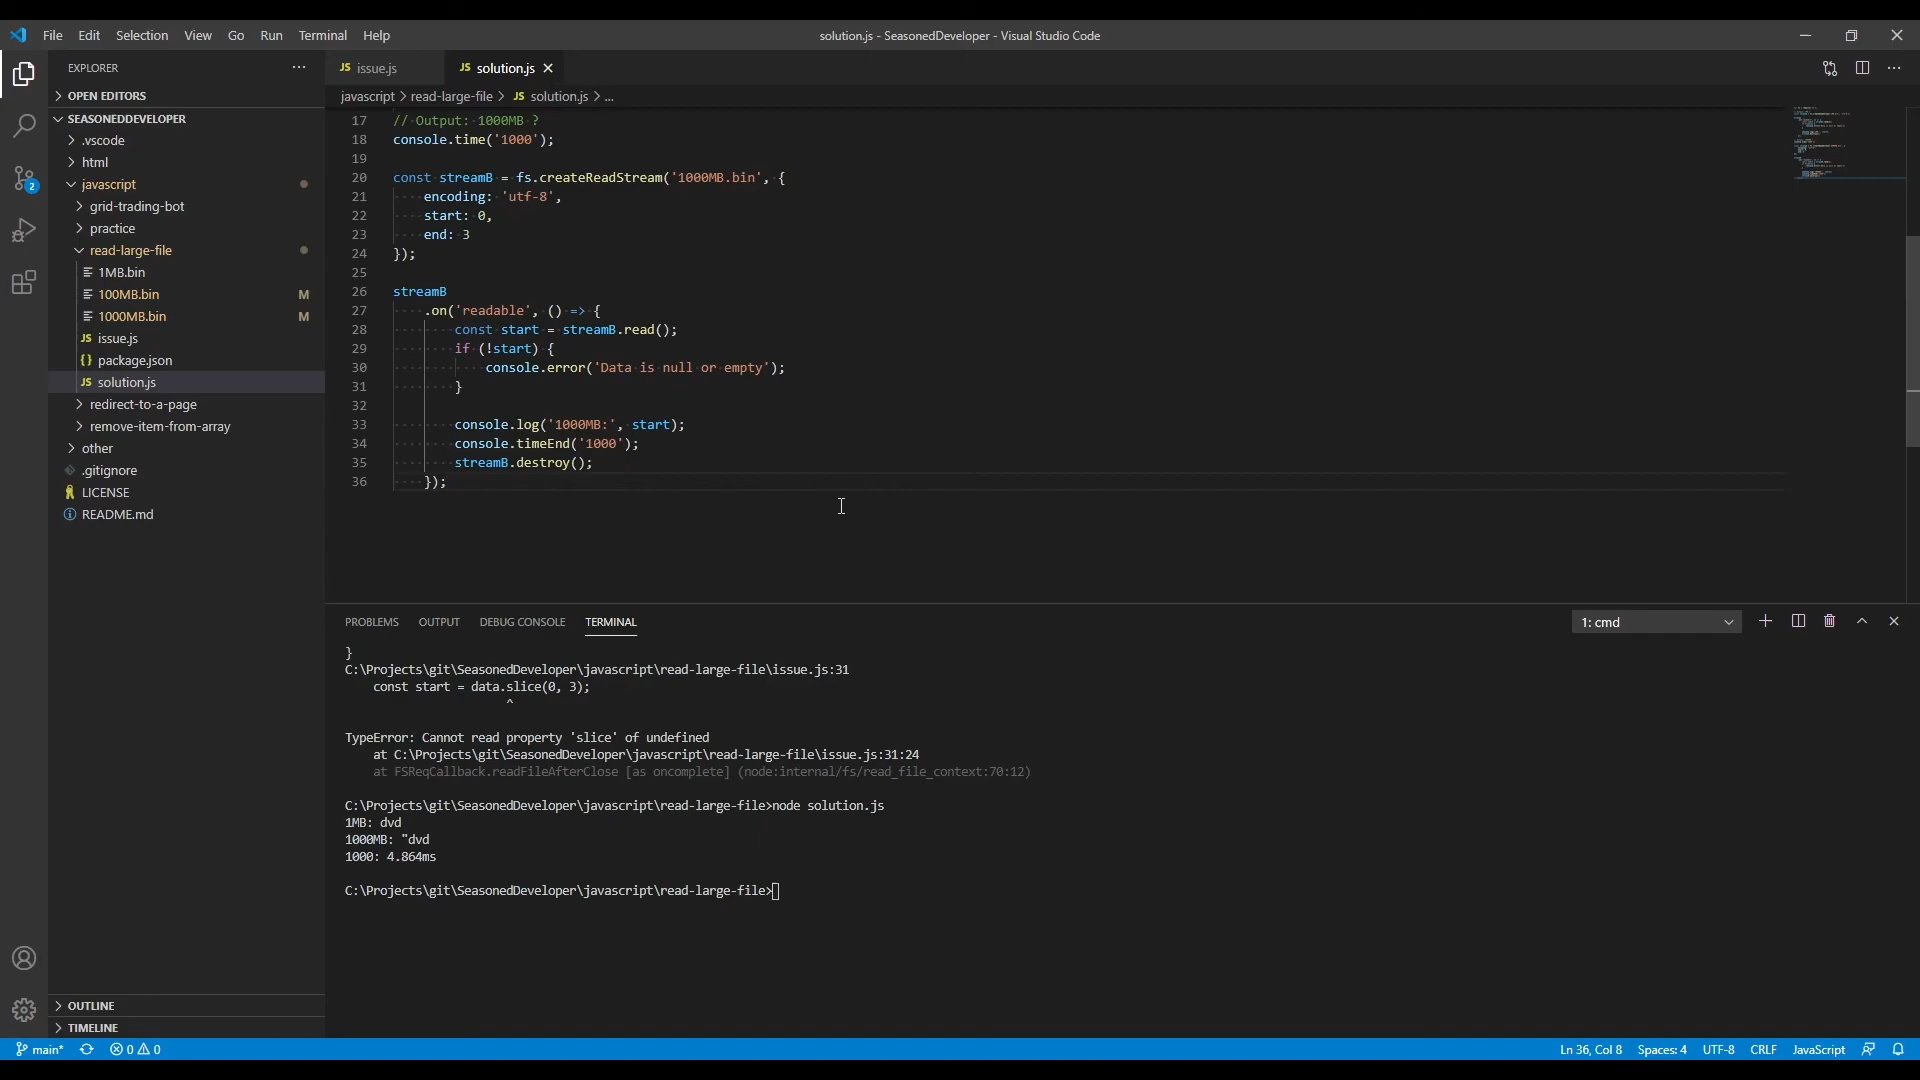 File Edit Selection View Go Run Terminal Help
solution.js - SeasonedDeveloper - Visual Studio Code
EXPLORER
OPEN EDITORS
SEASONEDDEVELOPER
.vscode
html
javascript
grid-trading-bot
practice
read-large-file
1MB.bin
100MB.bin M
1000MB.bin M
JS issue.js
{} package.json
JS solution.js
redirect-to-a-page
remove-item-from-array
other
.gitignore
LICENSE
README.md
OUTLINE
TIMELINE
2
JS issue.js
JS solution.js
javascript > read-large-file > JS solution.js > ...
17 // Output: 1000MB ?
18 console.time('1000');
19
20 const streamB = fs.createReadStream('1000MB.bin', {
21 encoding: 'utf-8',
22 start: 0,
23 end: 3
24 });
25
26 streamB
27 .on('readable', () => {
28 const start = streamB.read();
29 if (!start) {
30 console.error('Data is null or empty');
31 }
32
33 console.log('1000MB:', start);
34 console.timeEnd('1000');
35 streamB.destroy();
36 });
PROBLEMS OUTPUT DEBUG CONSOLE TERMINAL
1: cmd
}
C:\Projects\git\SeasonedDeveloper\javascript\read-large-file\issue.js:31
const start = data.slice(0, 3);
^
TypeError: Cannot read property 'slice' of undefined
at C:\Projects\git\SeasonedDeveloper\javascript\read-large-file\issue.js:31:24
at FSReqCallback.readFileAfterClose [as oncomplete] (node:internal/fs/read_file_context:70:12)
C:\Projects\git\SeasonedDeveloper\javascript\read-large-file>node solution.js
1MB: dvd
1000MB: "dvd
1000: 4.864ms
C:\Projects\git\SeasonedDeveloper\javascript\read-large-file>
main* 0 0
Ln 36, Col 8 Spaces: 4 UTF-8 CRLF JavaScript